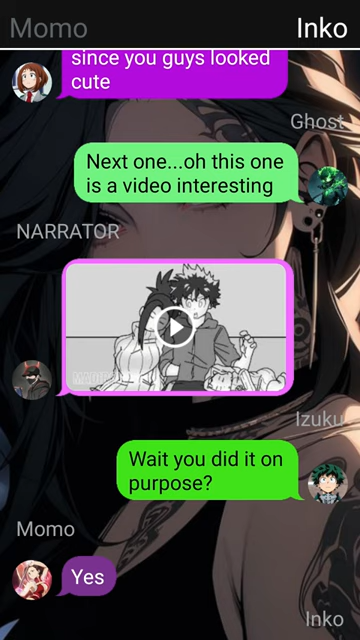 Momo
Inko
since you guys looked
cute
Ghost
Next one...oh this one
is a video interesting
NARRATOR
Izuku
Wait you did it on
purpose?
Momo
Yes
Inko